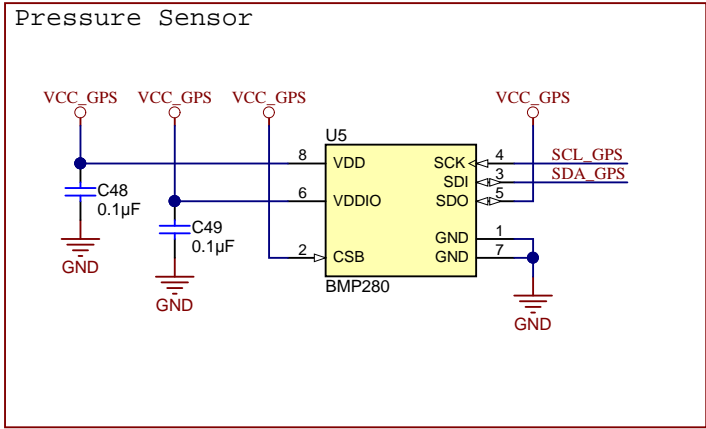 Pressure Sensor
VCC_GPS VCC_GPS VCC_GPS VCC_GPS
U5
8 VDD SCK 4 SCL_GPS
SDI 3 SDA_GPS
C48
0.1µF
6 VDDIO SDO 5
C49
0.1µF
GND 1
2 CSB GND 7
GND
BMP280
GND
GND